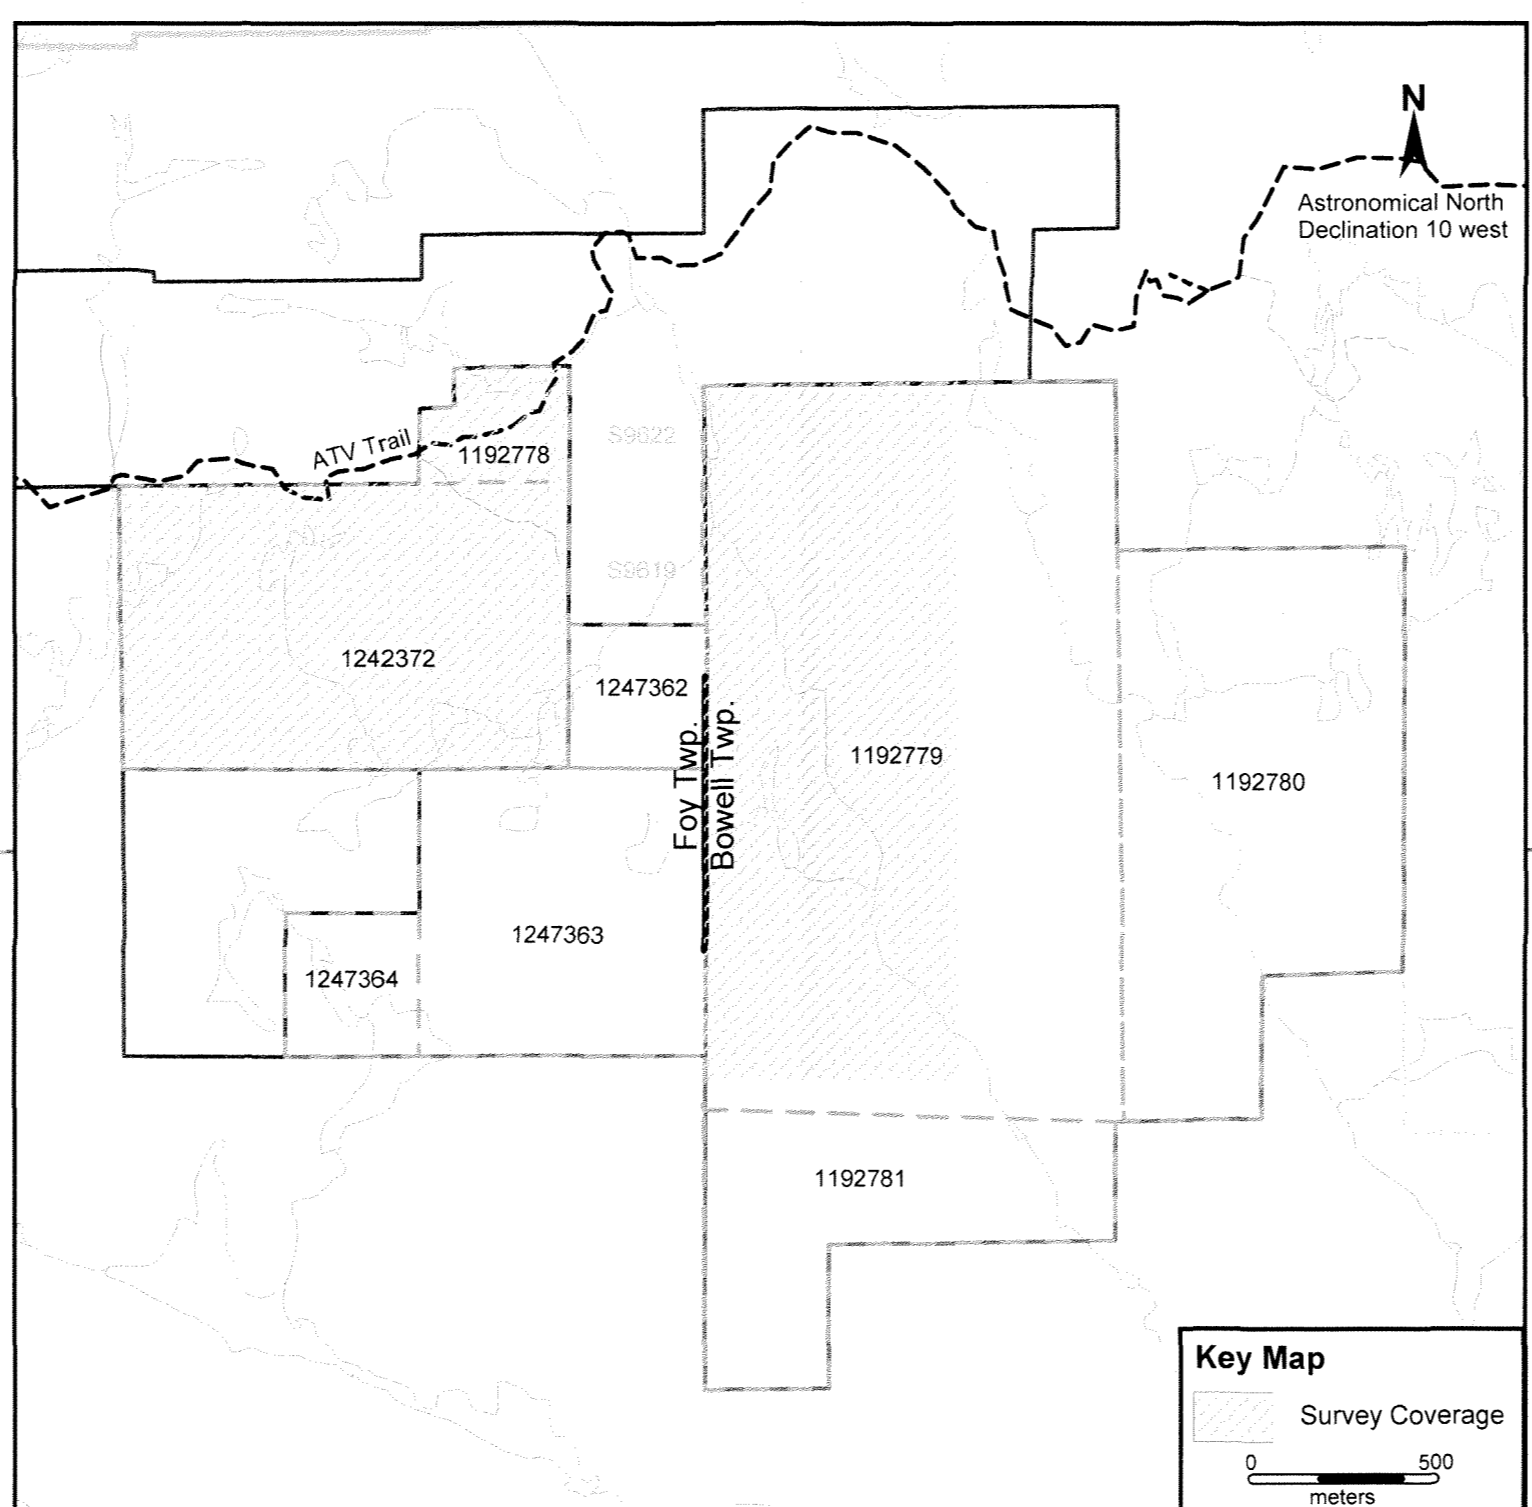 N
Astronomical North
Declination 10 west
ATV Trail
1192778
S9622
S9619
1242372
1247362
Foy Twp.
Bowell Twp.
1192779
1192780
1247363
1247364
1192781
Key Map
Survey Coverage
0 500
meters